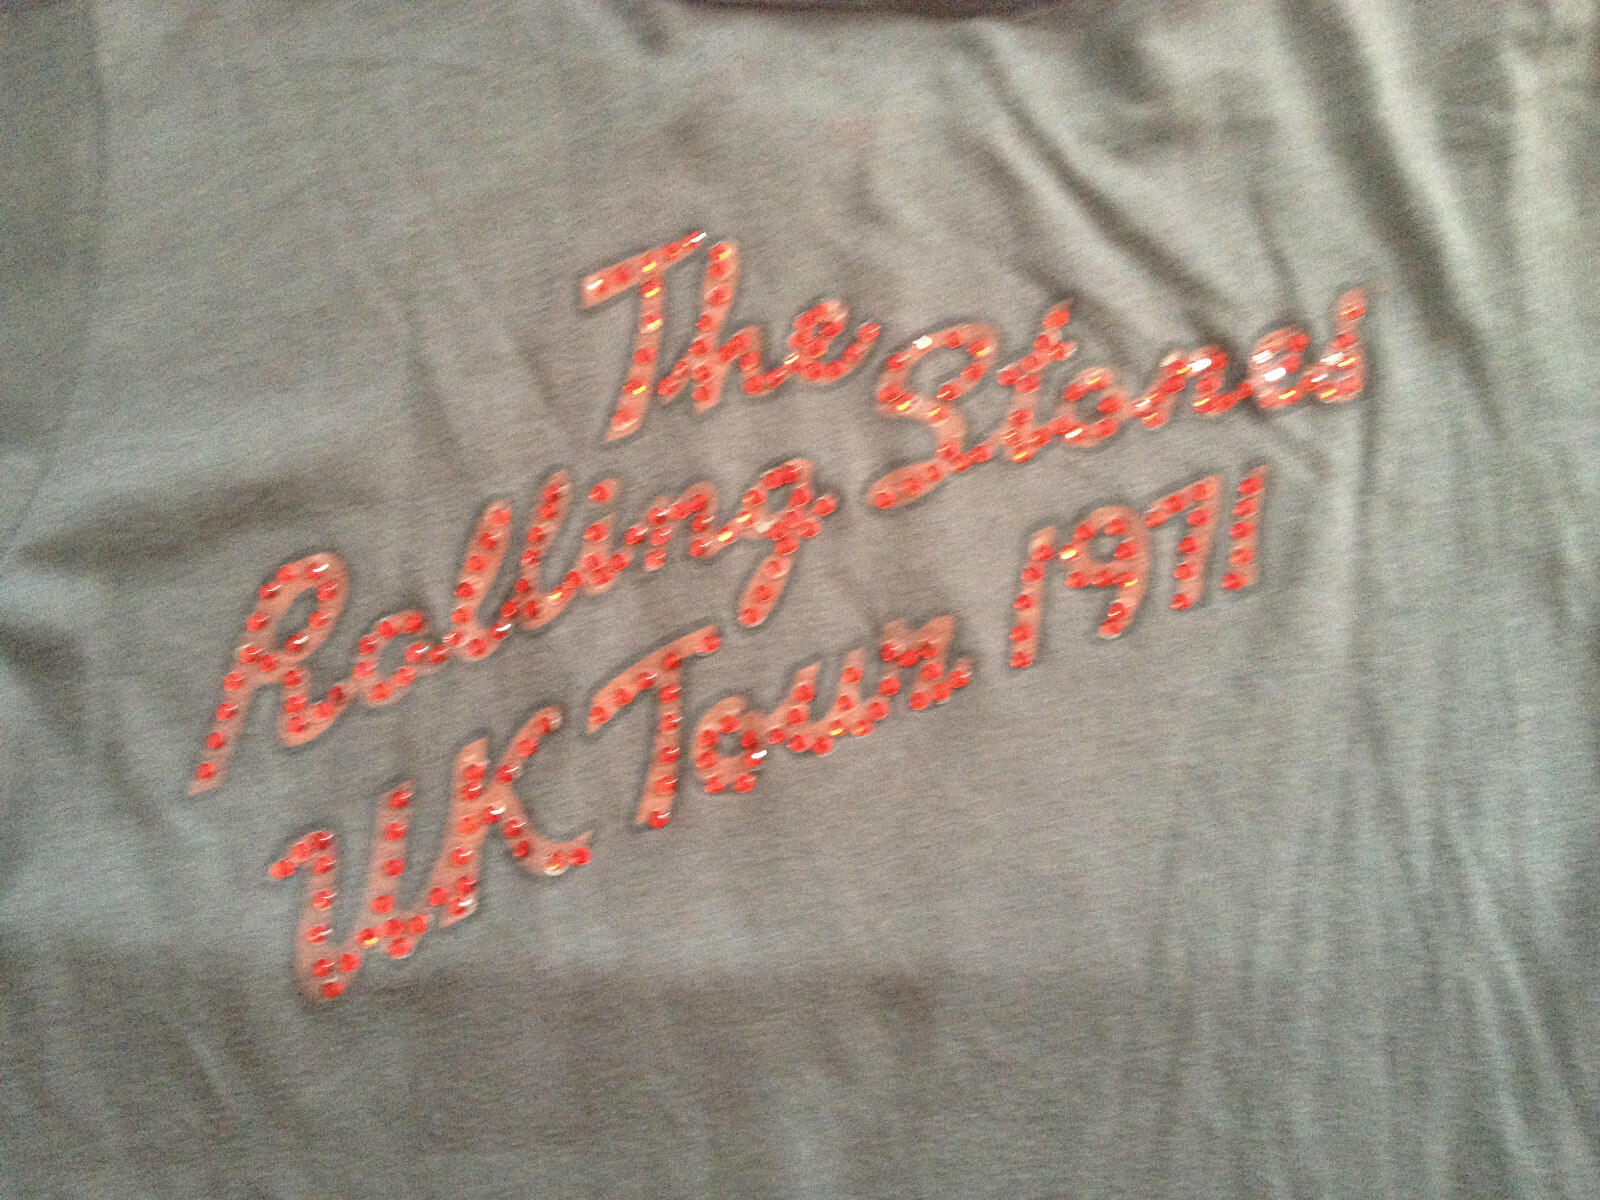 The
Rolling Stones
UK Tour 1971